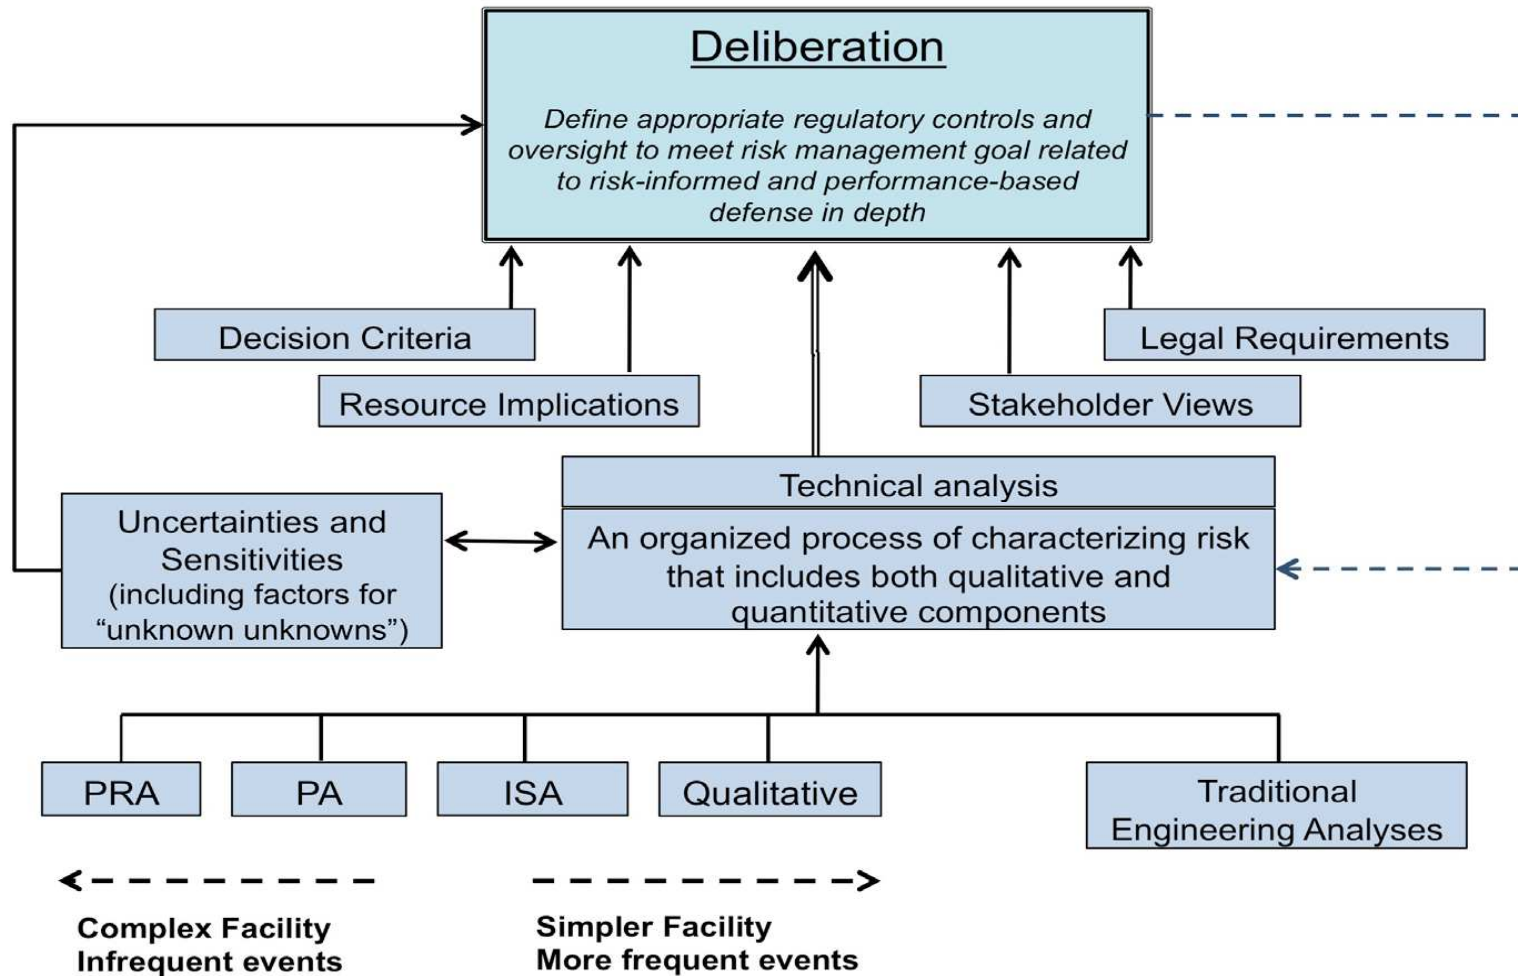 Deliberation
Define appropriate regulatory controls and
oversight to meet risk management goal related
to risk-informed and performance-based
defense in depth
Decision Criteria
Legal Requirements
Resource Implications
Stakeholder Views
Technical analysis
An organized process of characterizing risk
that includes both qualitative and
quantitative components
Uncertainties and
Sensitivities
(including factors for
“unknown unknowns”)
PRA
PA
ISA
Qualitative
Traditional
Engineering Analyses
Complex Facility
Infrequent events
Simpler Facility
More frequent events